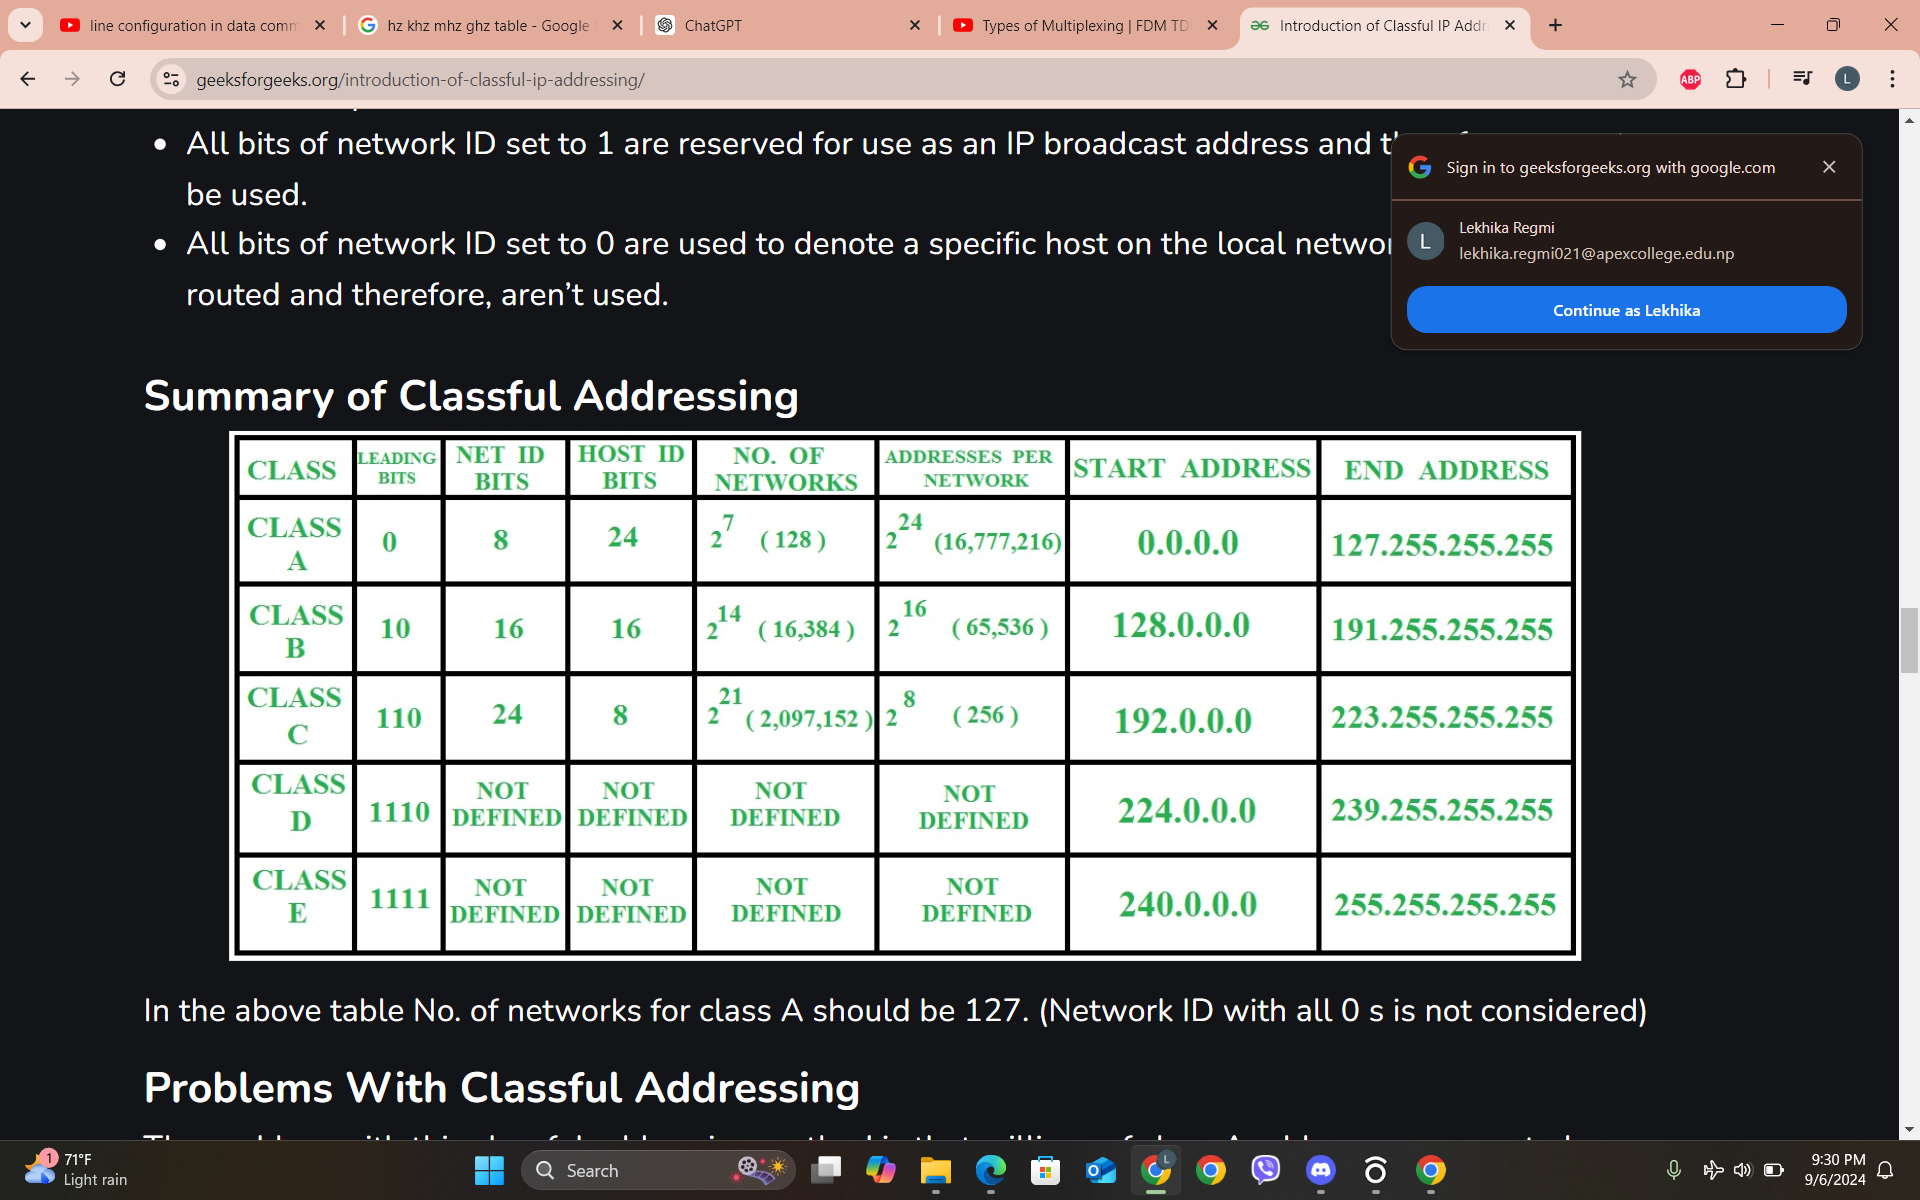 line configuration in data comm
hz khz mhz ghz table - Google
ChatGPT
Types of Multiplexing | FDM TD
Introduction of Classful IP Addr
geeksforgeeks.org/introduction-of-classful-ip-addressing/
ABP
L
All bits of network ID set to 1 are reserved for use as an IP broadcast address and
be used.
All bits of network ID set to 0 are used to denote a specific host on the local networ
routed and therefore, aren't used.
Sign in to geeksforgeeks.org with google.com
L
Lekhika Regmi
lekhika.regmi021@apexcollege.edu.np
Continue as Lekhika
Summary of Classful Addressing
CLASS LEADING BITS NET ID BITS HOST ID BITS NO. OF NETWORKS ADDRESSES PER NETWORK START ADDRESS END ADDRESS
CLASS A 0 8 24 2^7 ( 128 ) 2^24 (16,777,216) 0.0.0.0 127.255.255.255
CLASS B 10 16 16 2^14 ( 16,384 ) 2^16 ( 65,536 ) 128.0.0.0 191.255.255.255
CLASS C 110 24 8 2^21 ( 2,097,152 ) 2^8 ( 256 ) 192.0.0.0 223.255.255.255
CLASS D 1110 NOT DEFINED NOT DEFINED NOT DEFINED NOT DEFINED 224.0.0.0 239.255.255.255
CLASS E 1111 NOT DEFINED NOT DEFINED NOT DEFINED NOT DEFINED 240.0.0.0 255.255.255.255
In the above table No. of networks for class A should be 127. (Network ID with all 0 s is not considered)
Problems With Classful Addressing
1
71°F
Light rain
Search
L
9:30 PM
9/6/2024